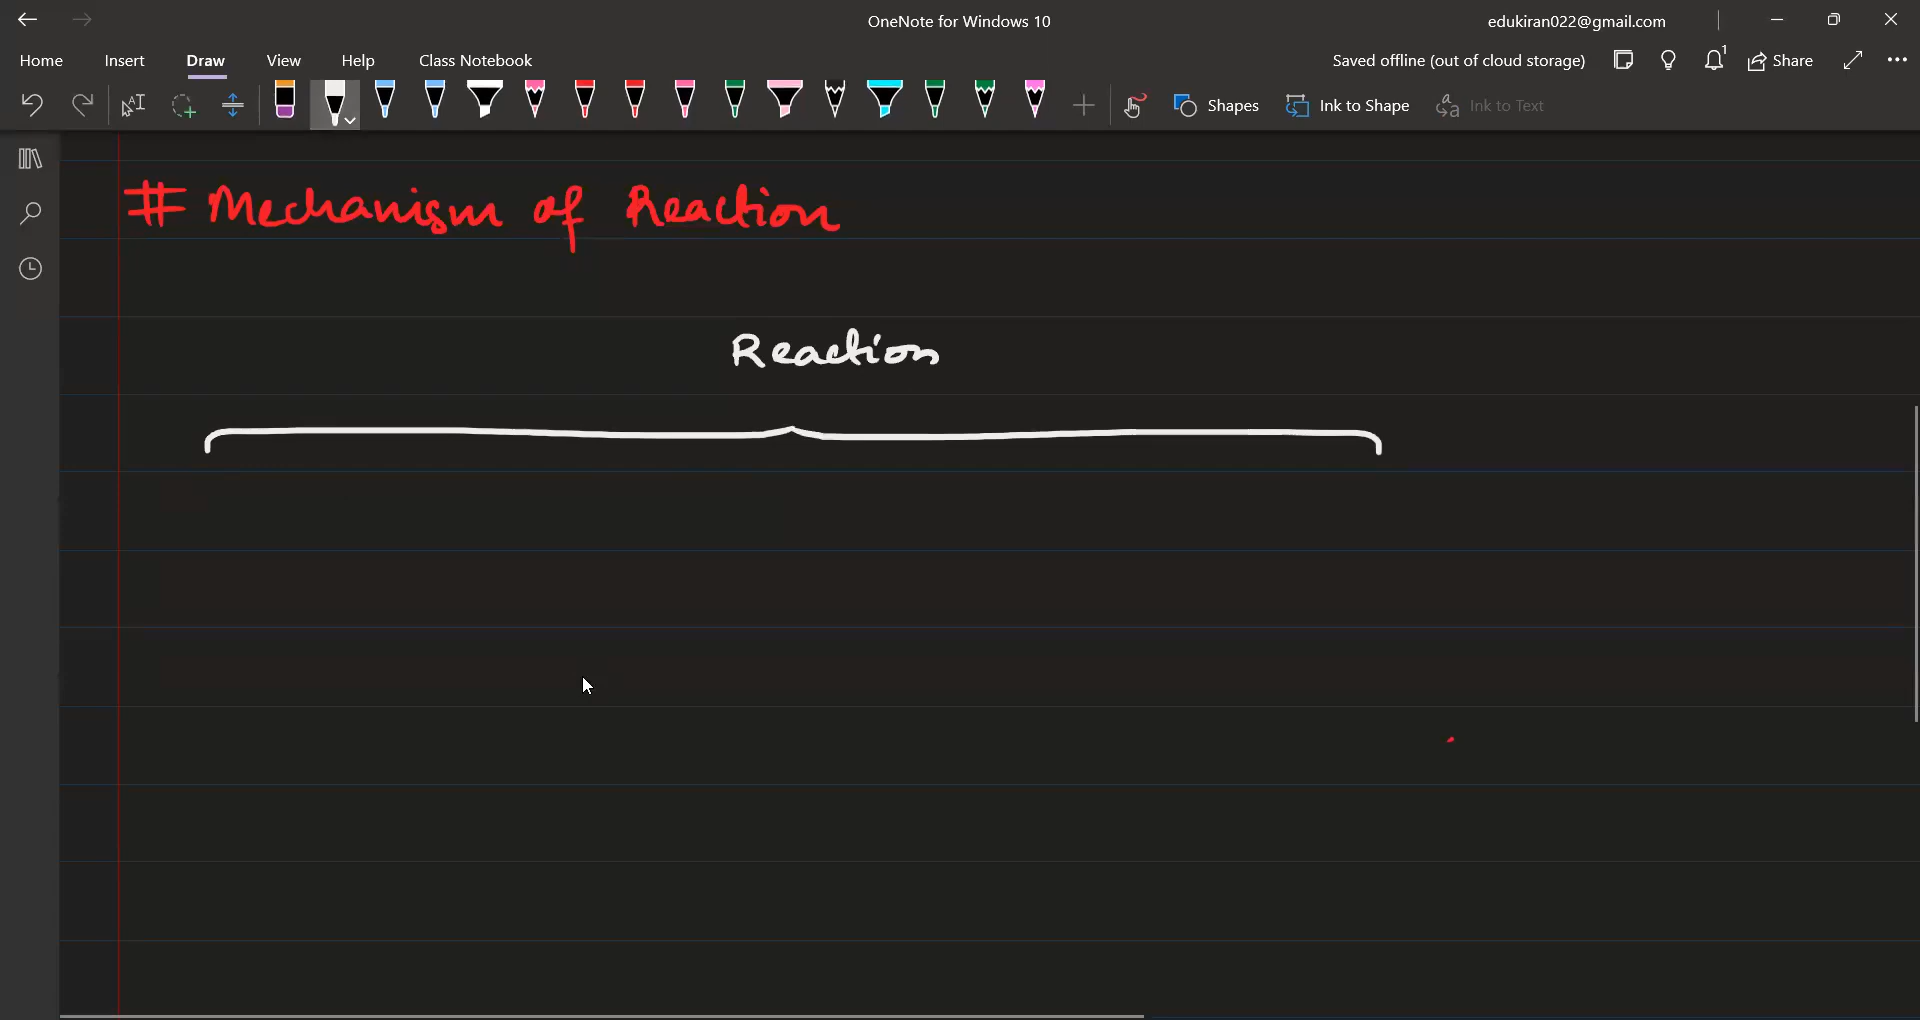 OneNote for Windows 10
edukiran022@gmail.com
Home Insert Draw View Help Class Notebook
Saved offline (out of cloud storage)
1
Share
Shapes
Ink to Shape
Ink to Text
# Mechanism of Reaction
Reaction